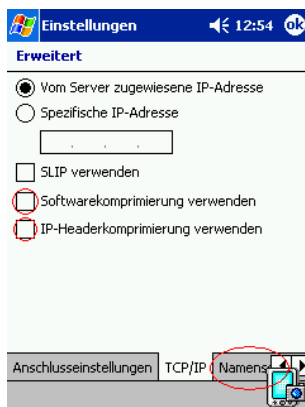 Einstellungen 12:54 ok
Erweitert
Vom Server zugewiesene IP-Adresse
Spezifische IP-Adresse
. . .
SLIP verwenden
Softwarekomprimierung verwenden
IP-Headerkomprimierung verwenden
Anschlusseinstellungen TCP/IP Namens